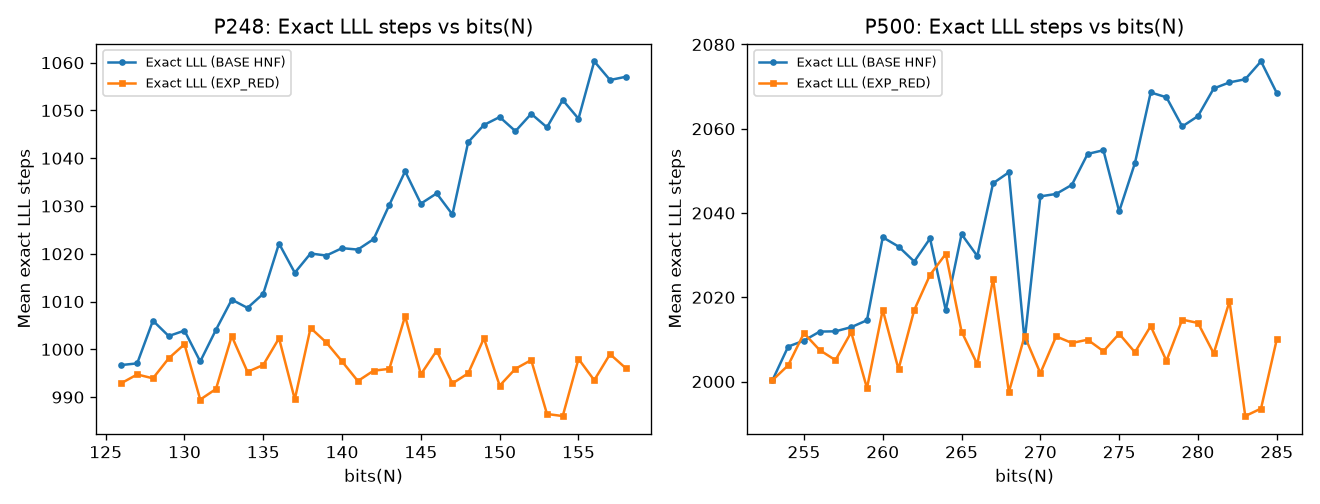 P248: Exact LLL steps vs bits(N)
Exact LLL (BASE HNF)
Exact LLL (EXP_RED)
Mean exact LLL steps
1060
1050
1040
1030
1020
1010
1000
990
125 130 135 140 145 150 155
bits(N)
P500: Exact LLL steps vs bits(N)
Exact LLL (BASE HNF)
Exact LLL (EXP_RED)
Mean exact LLL steps
2080
2060
2040
2020
2000
255 260 265 270 275 280 285
bits(N)